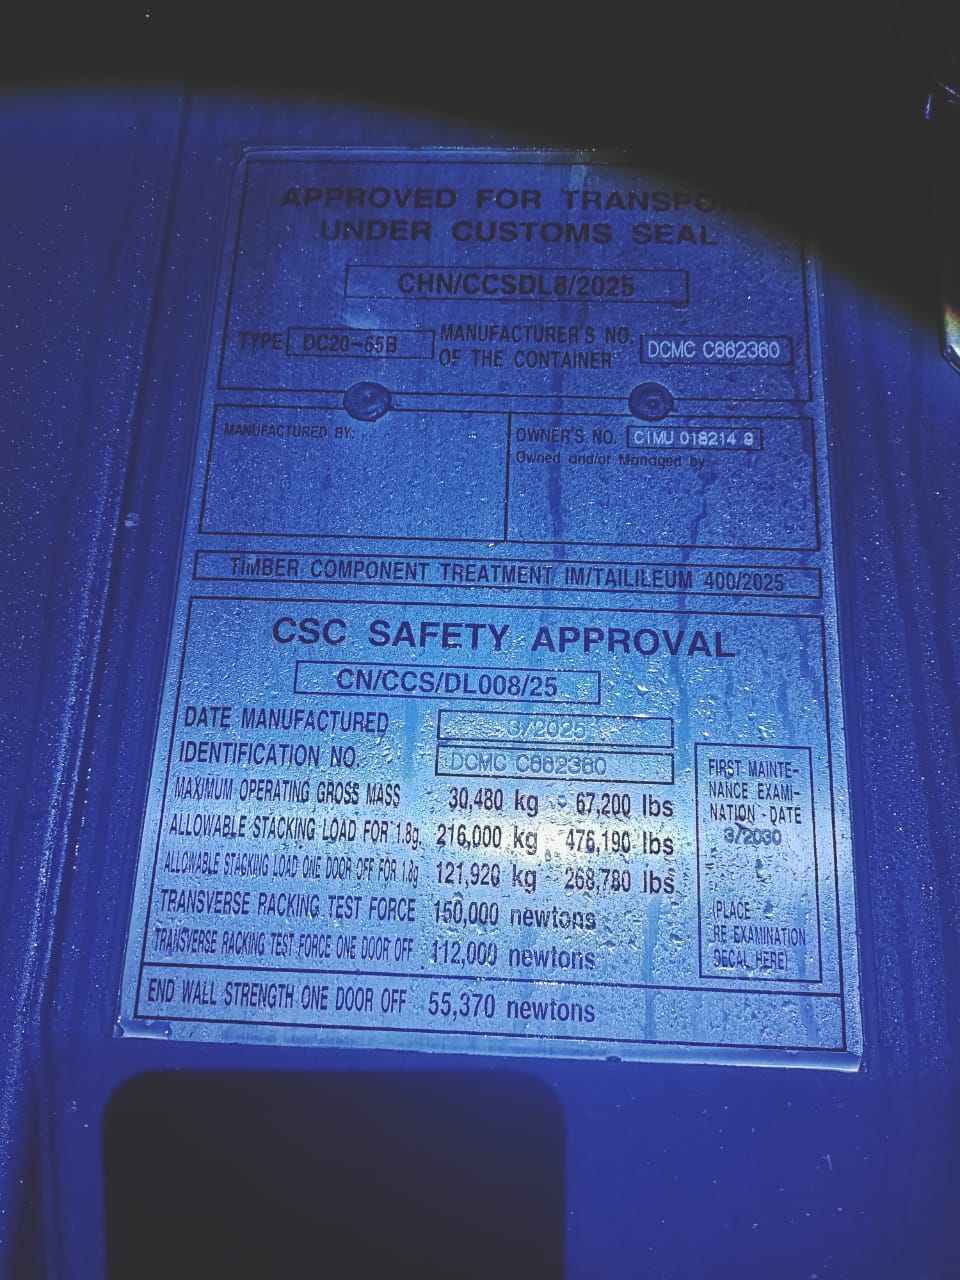 APPROVED FOR TRANSPO
UNDER CUSTOMS SEAL
CHN/CCSDL8/2025
TYPE DC20-65B MANUFACTURER'S NO. OF THE CONTAINER DCMC C662360
MANUFACTURED BY:
OWNER'S NO. CIMU 018214 9
Owned and/or Managed by:
TIMBER COMPONENT TREATMENT IM/TAILILEUM 400/2025
CSC SAFETY APPROVAL
CN/CCS/DL008/25
DATE MANUFACTURED 3/2025
IDENTIFICATION NO. DCMC C662360
MAXIMUM OPERATING GROSS MASS 30,480 kg 67,200 lbs
ALLOWABLE STACKING LOAD FOR 1.8g. 216,000 kg 476,190 lbs
ALLOWABLE STACKING LOAD ONE DOOR OFF FOR 1.8g 121,920 kg 268,780 lbs
TRANSVERSE RACKING TEST FORCE 150,000 newtons
TRANSVERSE RACKING TEST FORCE ONE DOOR OFF 112,000 newtons
END WALL STRENGTH ONE DOOR OFF 55,370 newtons
FIRST MAINTE-
NANCE EXAMI-
NATION-DATE
3/2030
(PLACE
RE EXAMINATION
DECAL HERE)